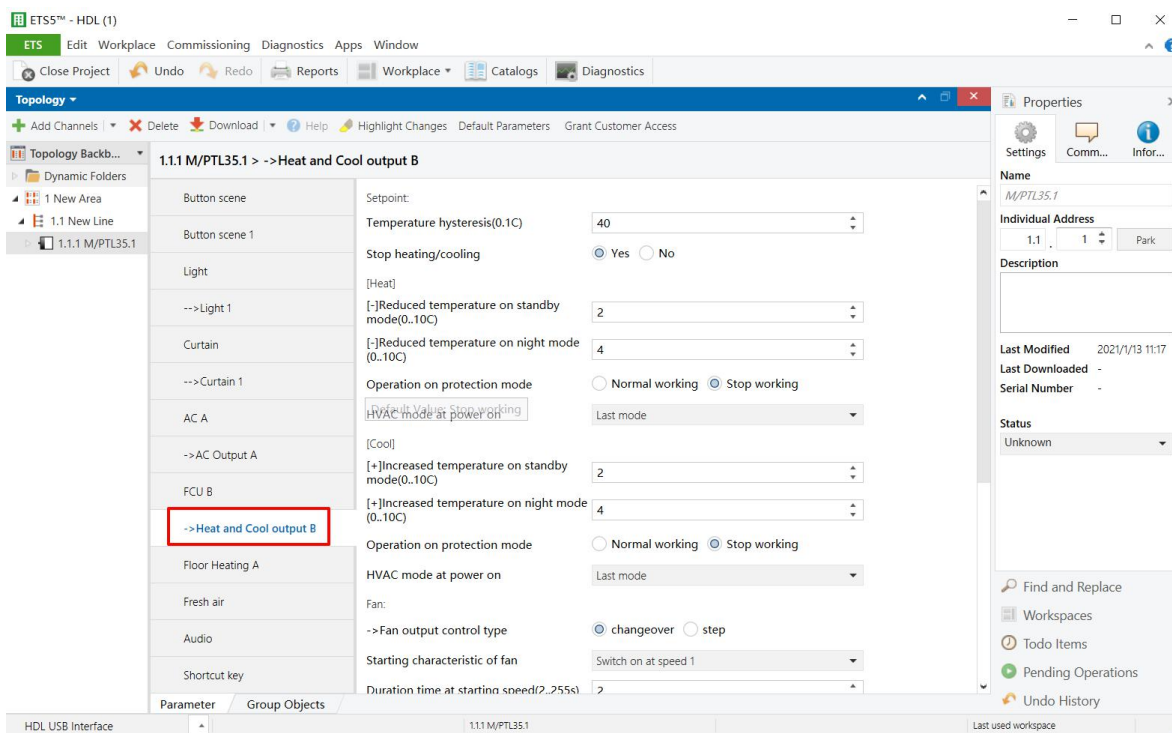 ETS5™ - HDL (1)
ETS Edit Workplace Commissioning Diagnostics Apps Window
Close Project Undo Redo Reports Workplace Catalogs Diagnostics
Topology
Add Channels Delete Download Help Highlight Changes Default Parameters Grant Customer Access
Topology Backb...
Dynamic Folders
1 New Area
1.1 New Line
1.1.1 M/PTL35.1
1.1.1 M/PTL35.1 > ->Heat and Cool output B
Button scene
Button scene 1
Light
-->Light 1
Curtain
-->Curtain 1
AC A
->AC Output A
FCU B
->Heat and Cool output B
Floor Heating A
Fresh air
Audio
Shortcut key
Setpoint:
Temperature hysteresis(0.1C) 40
Stop heating/cooling Yes No
[Heat]
[-]Reduced temperature on standby
mode(0..10C) 2
[-]Reduced temperature on night mode
(0..10C) 4
Operation on protection mode Normal working Stop working
Default Value: Stop working
HVAC mode at power on Last mode
[Cool]
[+]Increased temperature on standby
mode(0..10C) 2
[+]Increased temperature on night mode
(0..10C) 4
Operation on protection mode Normal working Stop working
HVAC mode at power on Last mode
Fan:
->Fan output control type changeover step
Starting characteristic of fan Switch on at speed 1
Duration time at starting speed(2..255s) 2
Parameter Group Objects
Properties
Settings Comm... Infor...
Name
M/PTL35.1
Individual Address
1.1 . 1 Park
Description
Last Modified 2021/1/13 11:17
Last Downloaded -
Serial Number -
Status
Unknown
Find and Replace
Workspaces
Todo Items
Pending Operations
Undo History
HDL USB Interface 1.1.1 M/PTL35.1 Last used workspace